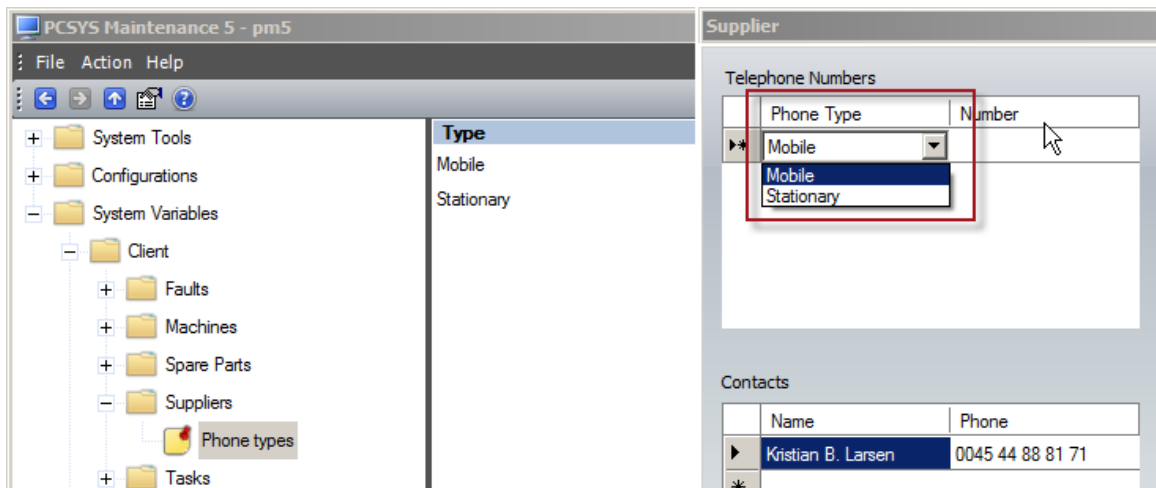 PCSYS Maintenance 5 - pm5
File Action Help
System Tools
Configurations
System Variables
Client
Faults
Machines
Spare Parts
Suppliers
Phone types
Tasks
Type
Mobile
Stationary
Supplier
Telephone Numbers
Phone Type Number
Mobile
Mobile
Stationary
Contacts
Name Phone
Kristian B. Larsen 0045 44 88 81 71